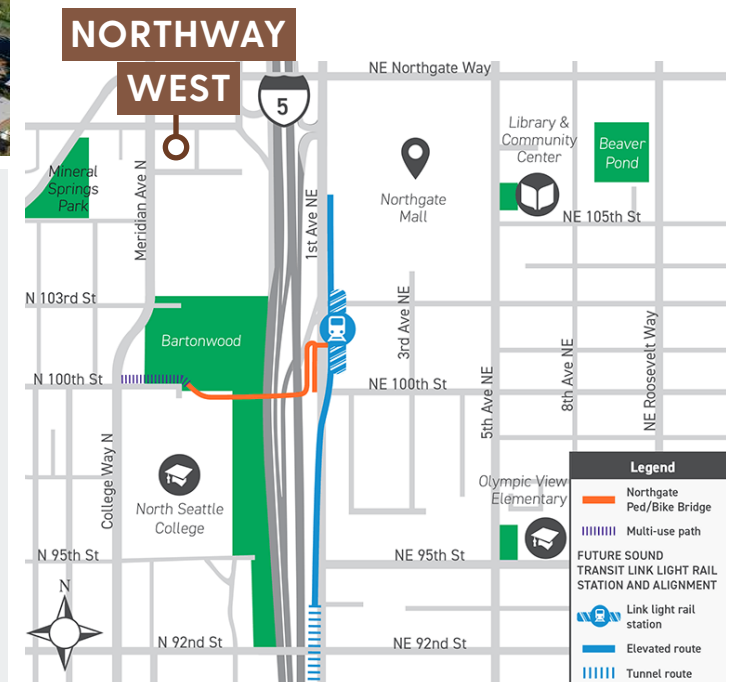 NORTHWAY
WEST
5
NE Northgate Way
Library &
Community
Center
Beaver
Pond
Mineral
Springs
Park
Meridian Ave N
1st Ave NE
Northgate
Mall
NE 105th St
N 103rd St
Bartonwood
3rd Ave NE
NE Roosevelt Way
8th Ave NE
5th Ave NE
N 100th St
NE 100th St
College Way N
North Seattle
College
Olympic View
Elementary
N 95th St
NE 95th St
N
N 92nd St
NE 92nd St
Legend
Northgate
Ped/Bike Bridge
Multi-use path
FUTURE SOUND
TRANSIT LINK LIGHT RAIL
STATION AND ALIGNMENT
Link light rail
station
Elevated route
Tunnel route